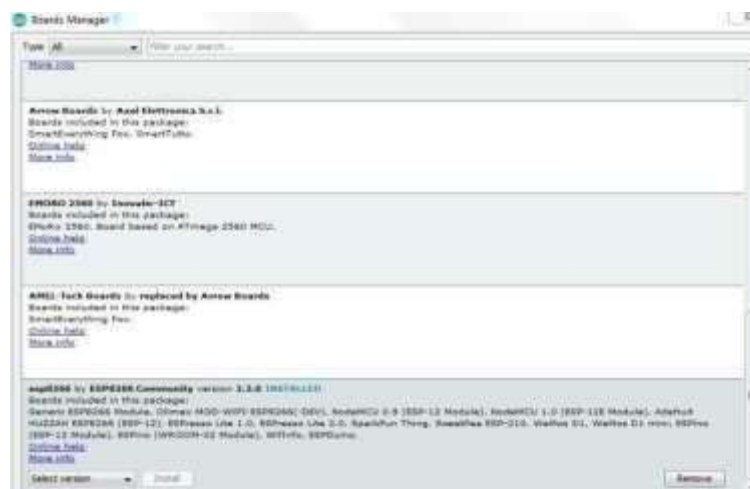 Boards Manager
Type All Filter your search...
More info
Arrow Boards by Axel Elettronica S.r.l.
Boards included in this package:
SmartEverything Fox, SmartTutto.
Online help
More info
EMORO 2560 by Inovatic-ICT
Boards included in this package:
EMoRo 2560. Board based on ATmega 2560 MCU.
Online help
More info
AMEL-Tech Boards by replaced by Arrow Boards
Boards included in this package:
SmartEverything Fox.
Online help
More info
esp8266 by ESP8266 Community version INSTALLED
Boards included in this package:
Generic ESP8266 Module, Olimex MOD-WIFI-ESP8266(-DEV), NodeMCU 0.9 (ESP-12 Module), NodeMCU 1.0 (ESP-12E Module), Adafruit
HUZZAH ESP8266 (ESP-12), ESPresso Lite 1.0, ESPresso Lite 2.0, SparkFun Thing, SweetPea ESP-210, WeMos D1, WeMos D1 mini, ESPino
(ESP-12 Module), ESPino (WROOM-02 Module), WifInfo, ESPDuino.
Online help
More info
Select version Install Remove